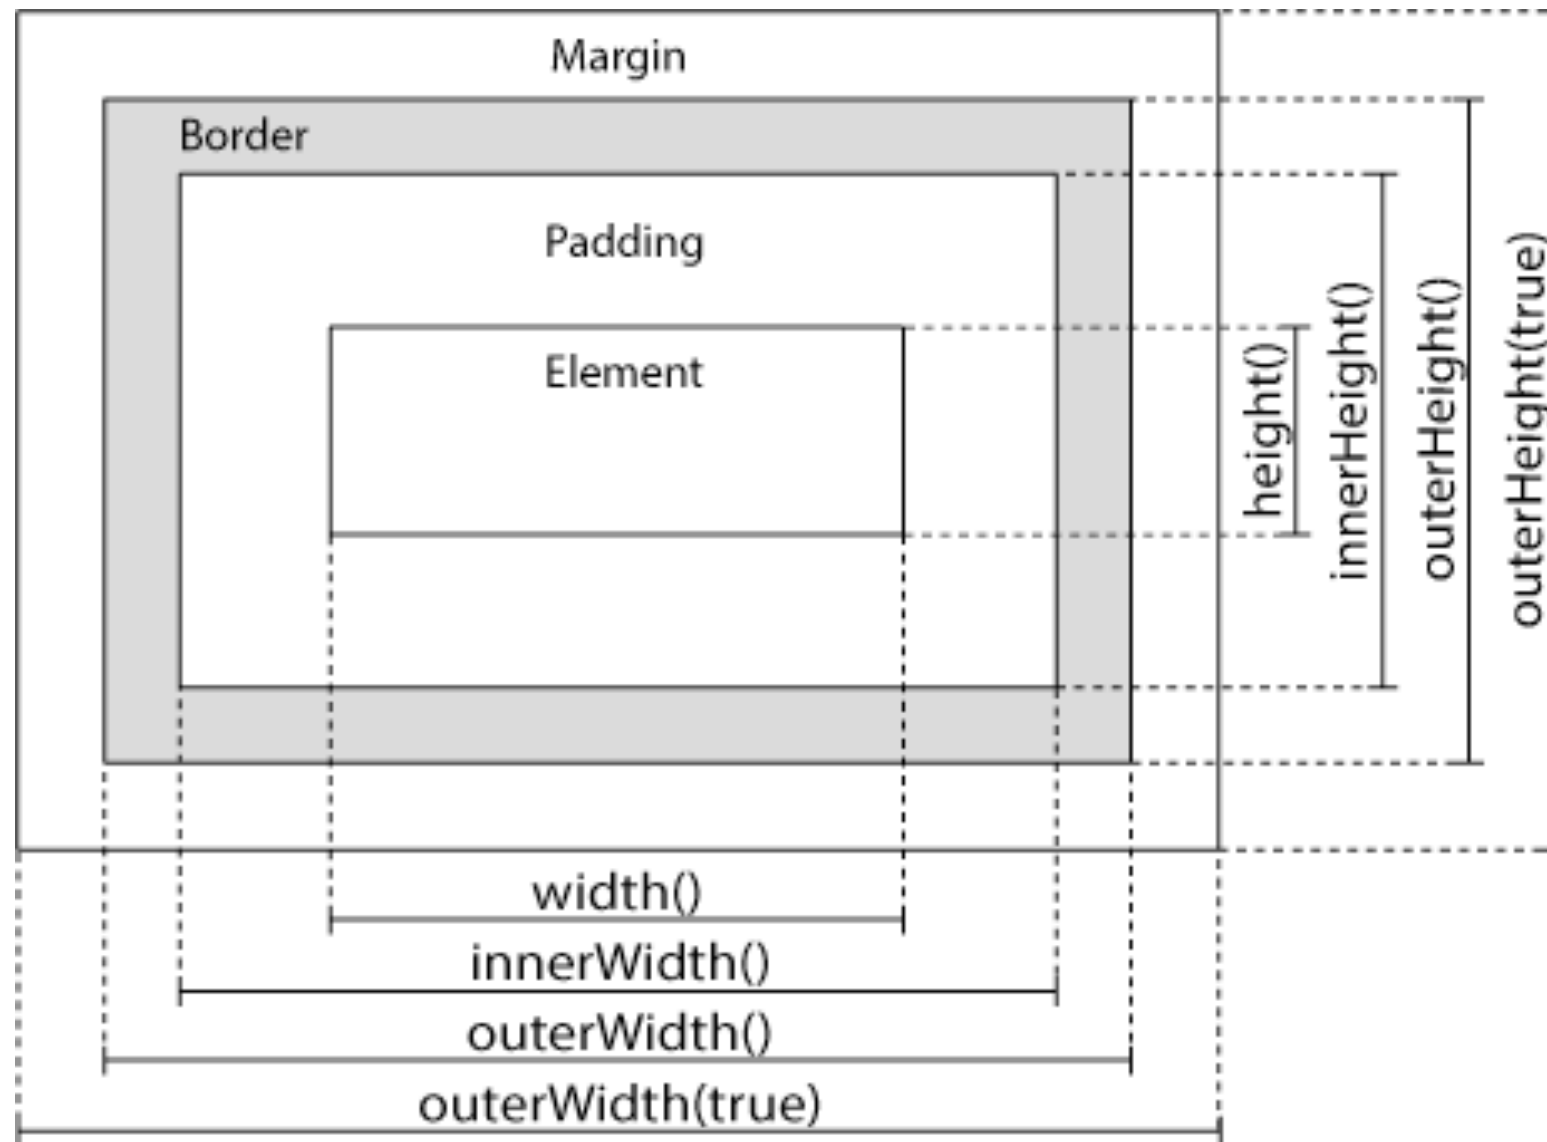 Margin
Border
Padding
Element
height()
innerHeight()
outerHeight()
outerHeight(true)
width()
innerWidth()
outerWidth()
outerWidth(true)